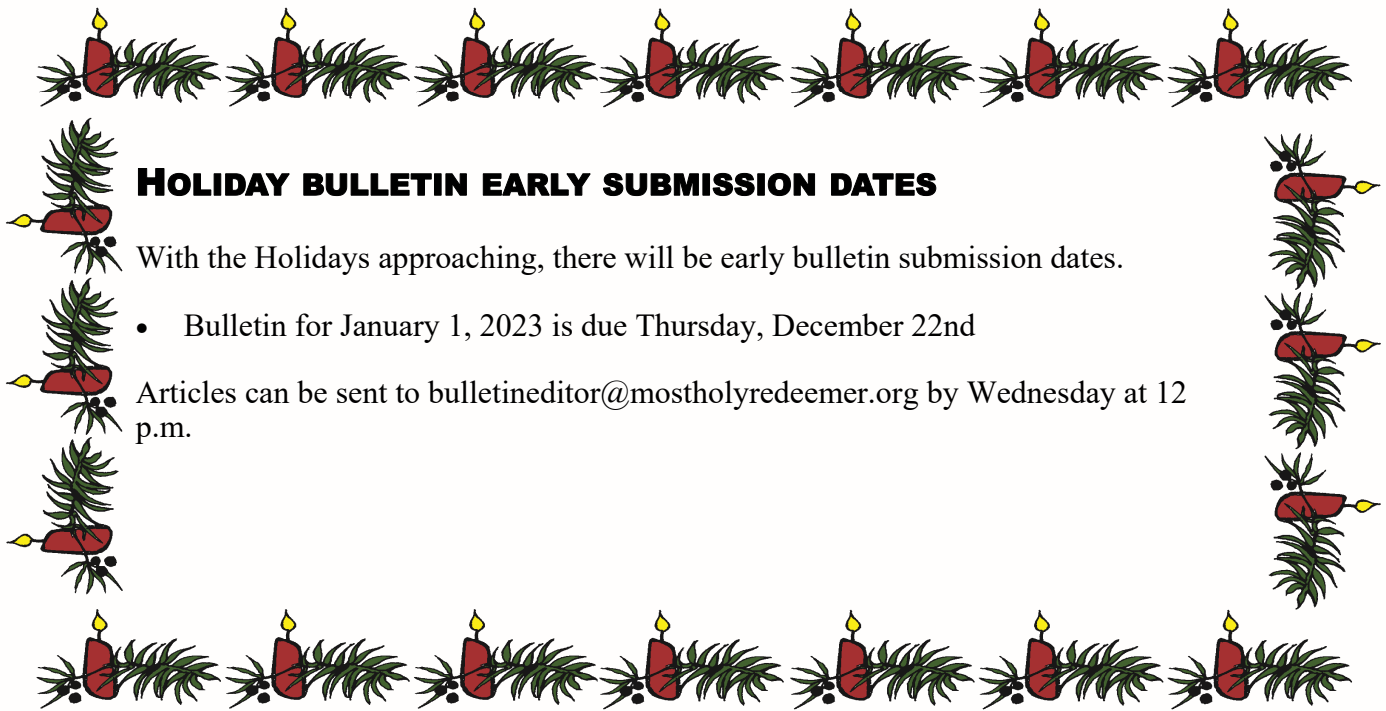 HOLIDAY BULLETIN EARLY SUBMISSION DATES
With the Holidays approaching, there will be early bulletin submission dates.
• Bulletin for January 1, 2023 is due Thursday, December 22nd
Articles can be sent to bulletineditor@mostholyredeemer.org by Wednesday at 12
p.m.